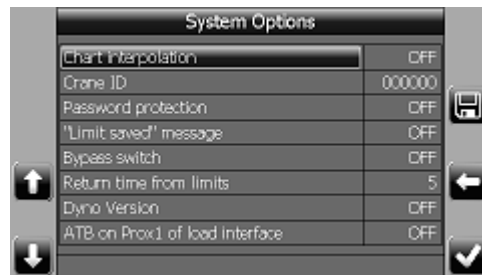 System Options
Chart interpolation OFF
Crane ID 000000
Password protection OFF
"Limit saved" message OFF
Bypass switch OFF
Return time from limits 5
Dyno Version OFF
ATB on Prox1 of load interface OFF